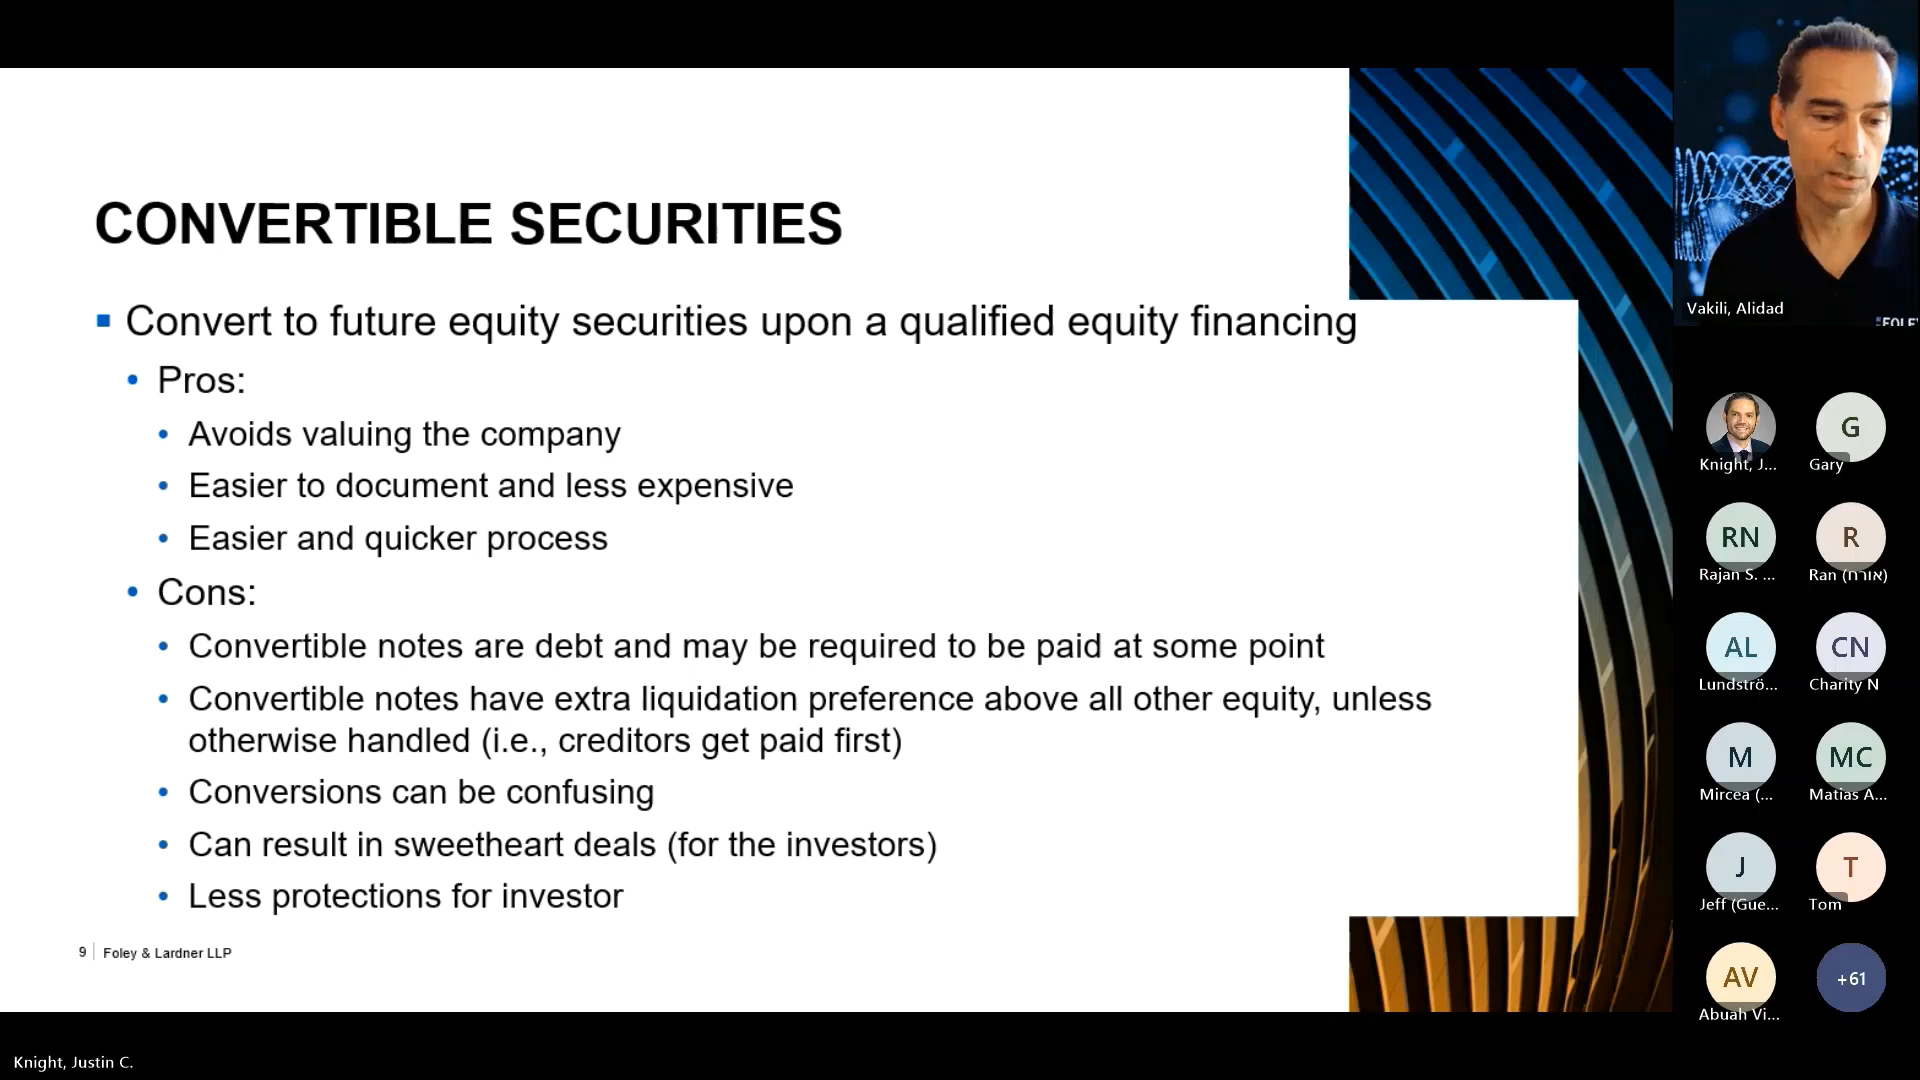 CONVERTIBLE SECURITIES
Convert to future equity securities upon a qualified equity financing
Pros:
Avoids valuing the company
Easier to document and less expensive
Easier and quicker process
Cons:
Convertible notes are debt and may be required to be paid at some point
Convertible notes have extra liquidation preference above all other equity, unless
otherwise handled (i.e., creditors get paid first)
Conversions can be confusing
Can result in sweetheart deals (for the investors)
Less protections for investor
9 Foley & Lardner LLP
Vakili, Alidad
FOLEY
Knight, J...
G
Gary
RN
Rajan S. ...
R
Ran (אורח)
AL
Lundströ...
CN
Charity N
M
Mircea (...
MC
Matias A...
J
Jeff (Gue...
T
Tom
AV
Abuah Vi...
+61
Knight, Justin C.